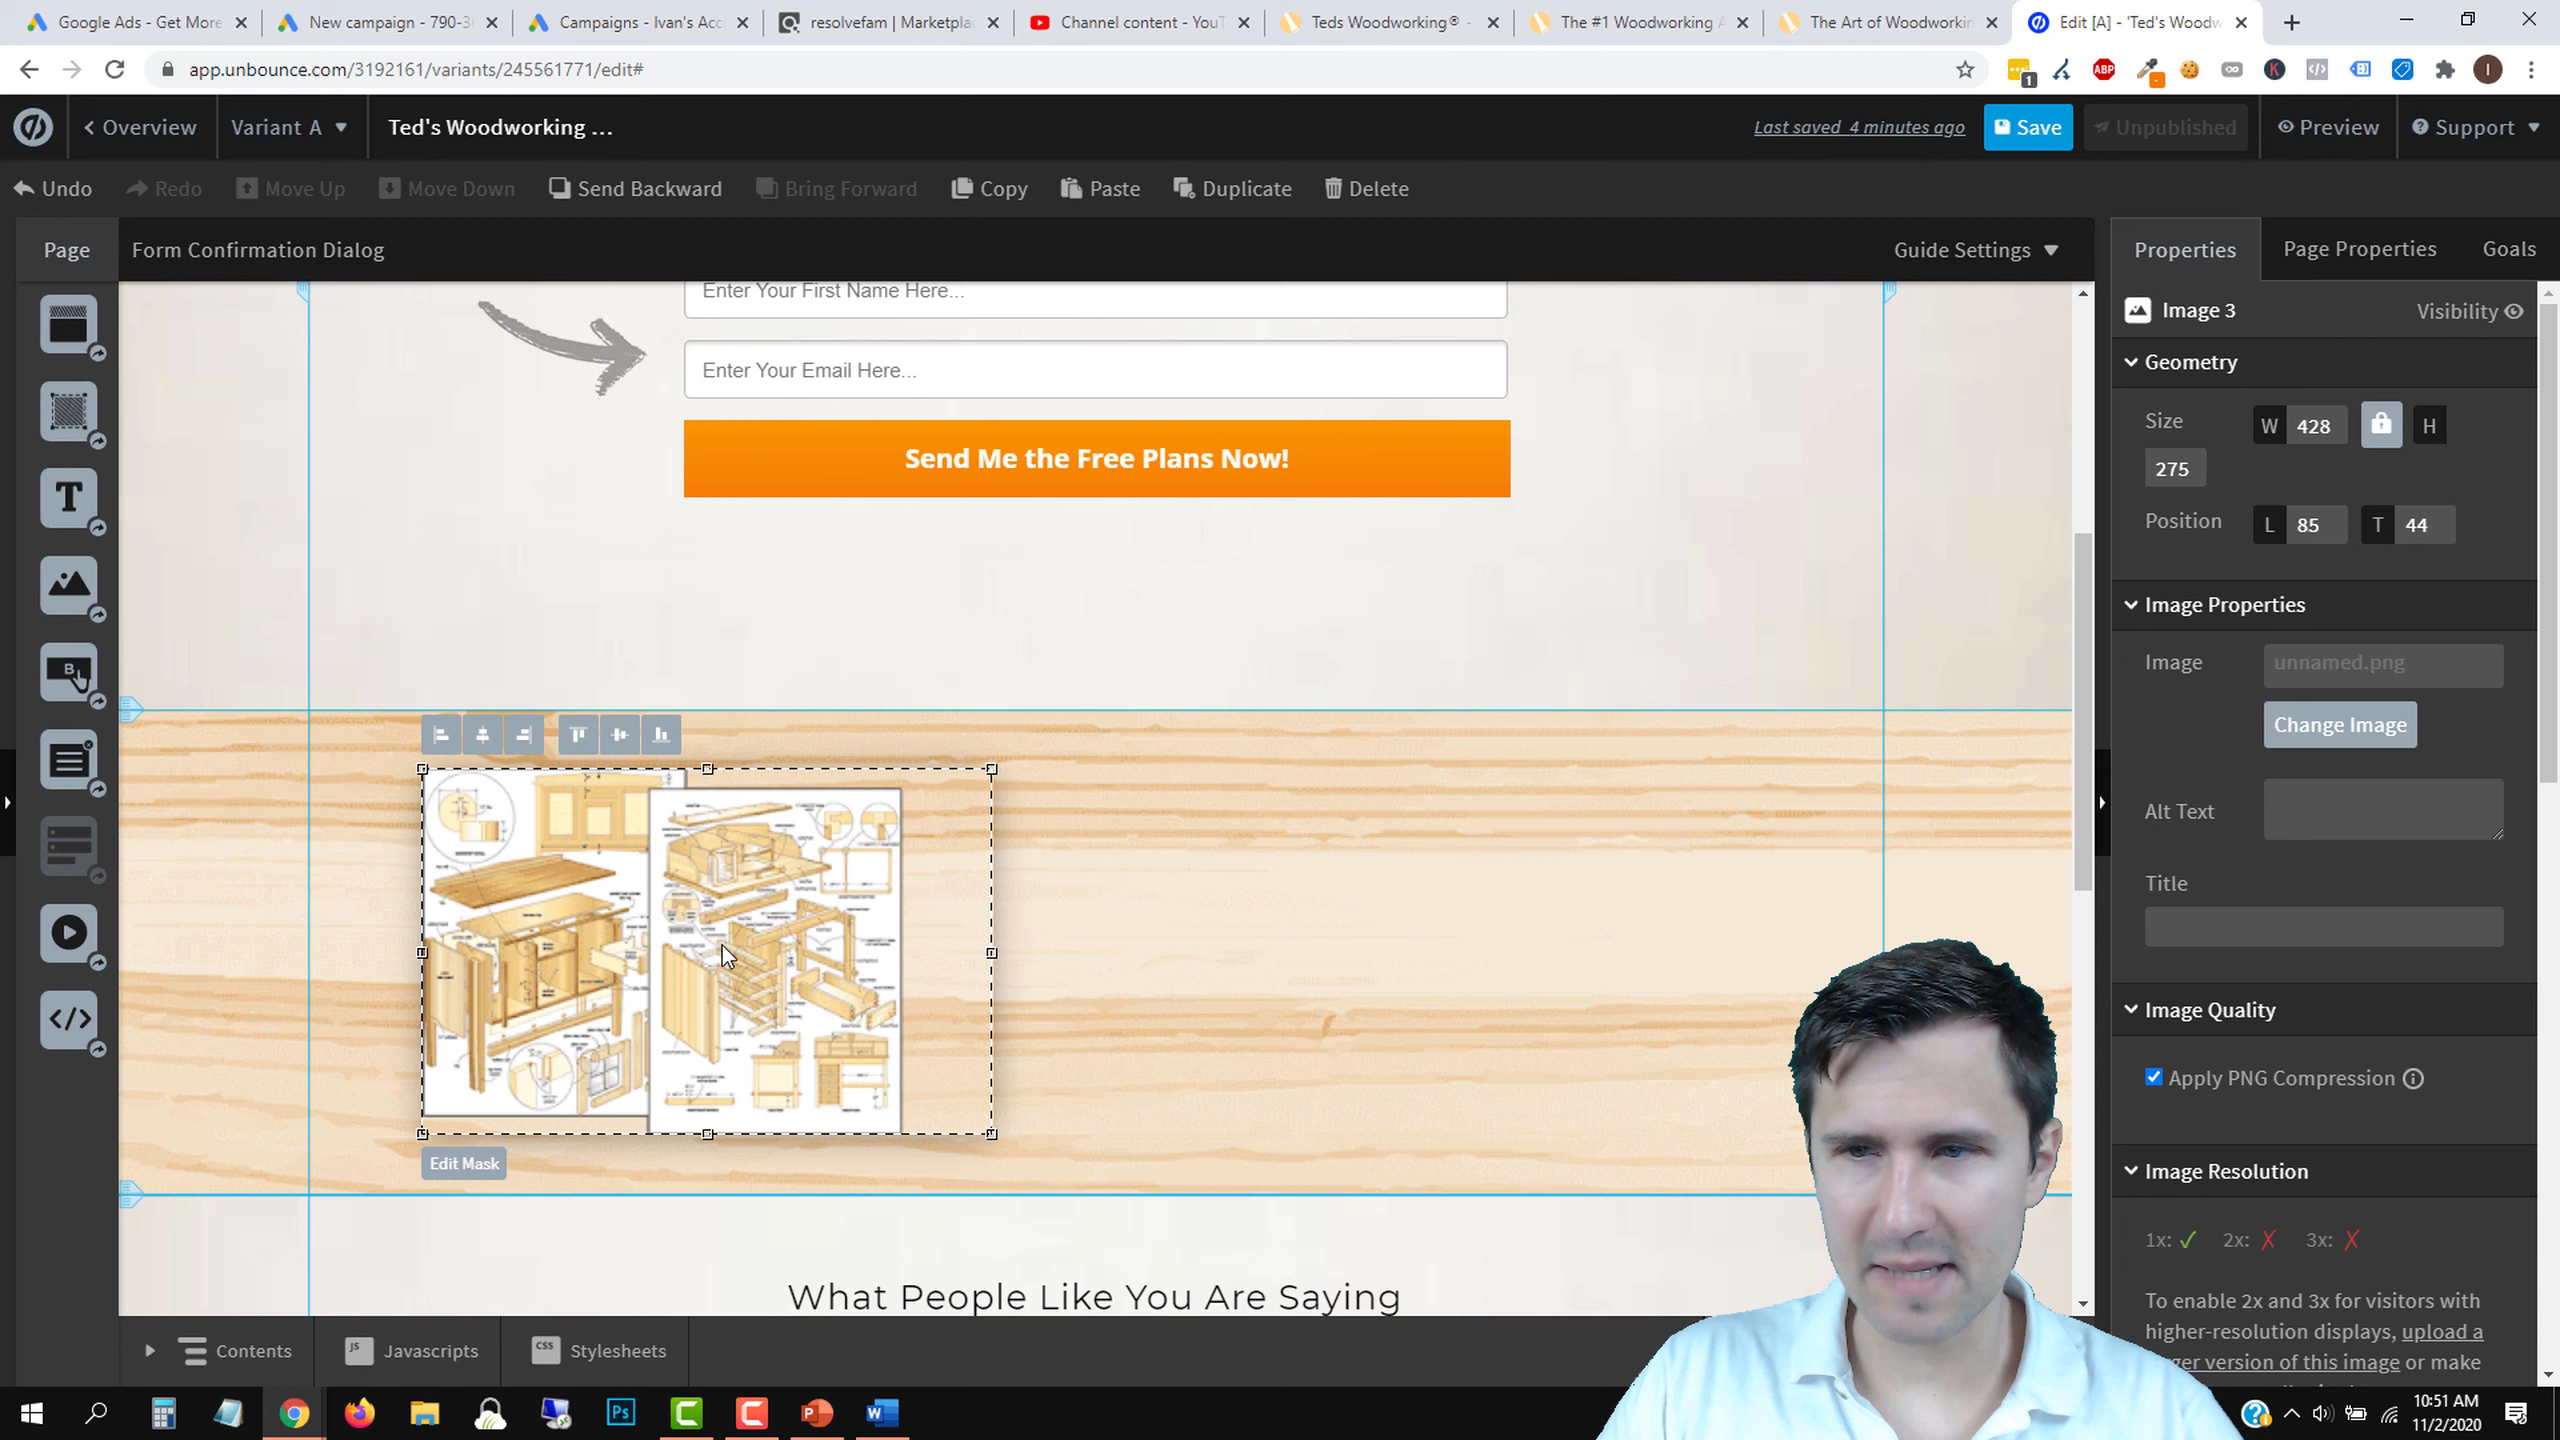 Google Ads - Get More
New campaign - 790-3
Campaigns - Ivan's Acc
resolvefam | Marketpla
Channel content - YouT
Teds Woodworking® -
The #1 Woodworking A
The Art of Woodworkin
Edit [A] - 'Ted's Woodw
app.unbounce.com/3192161/variants/245561771/edit#
ABP
1
Overview
Variant A
Ted's Woodworking ...
Last saved 4 minutes ago
Save
Unpublished
Preview
Support
Undo
Redo
Move Up
Move Down
Send Backward
Bring Forward
Copy
Paste
Duplicate
Delete
Page
Form Confirmation Dialog
Guide Settings
Properties
Page Properties
Goals
Enter Your First Name Here...
Enter Your Email Here...
Send Me the Free Plans Now!
Edit Mask
What People Like You Are Saying
Image 3
Visibility
Geometry
Size
W 428
H
275
Position
L 85
T 44
Image Properties
Image
unnamed.png
Change Image
Alt Text
Title
Image Quality
Apply PNG Compression
Image Resolution
1x:
2x:
3x:
To enable 2x and 3x for visitors with
higher-resolution displays, upload a
ger version of this image or make
Contents
JS Javascripts
CSS Stylesheets
10:51 AM
11/2/2020